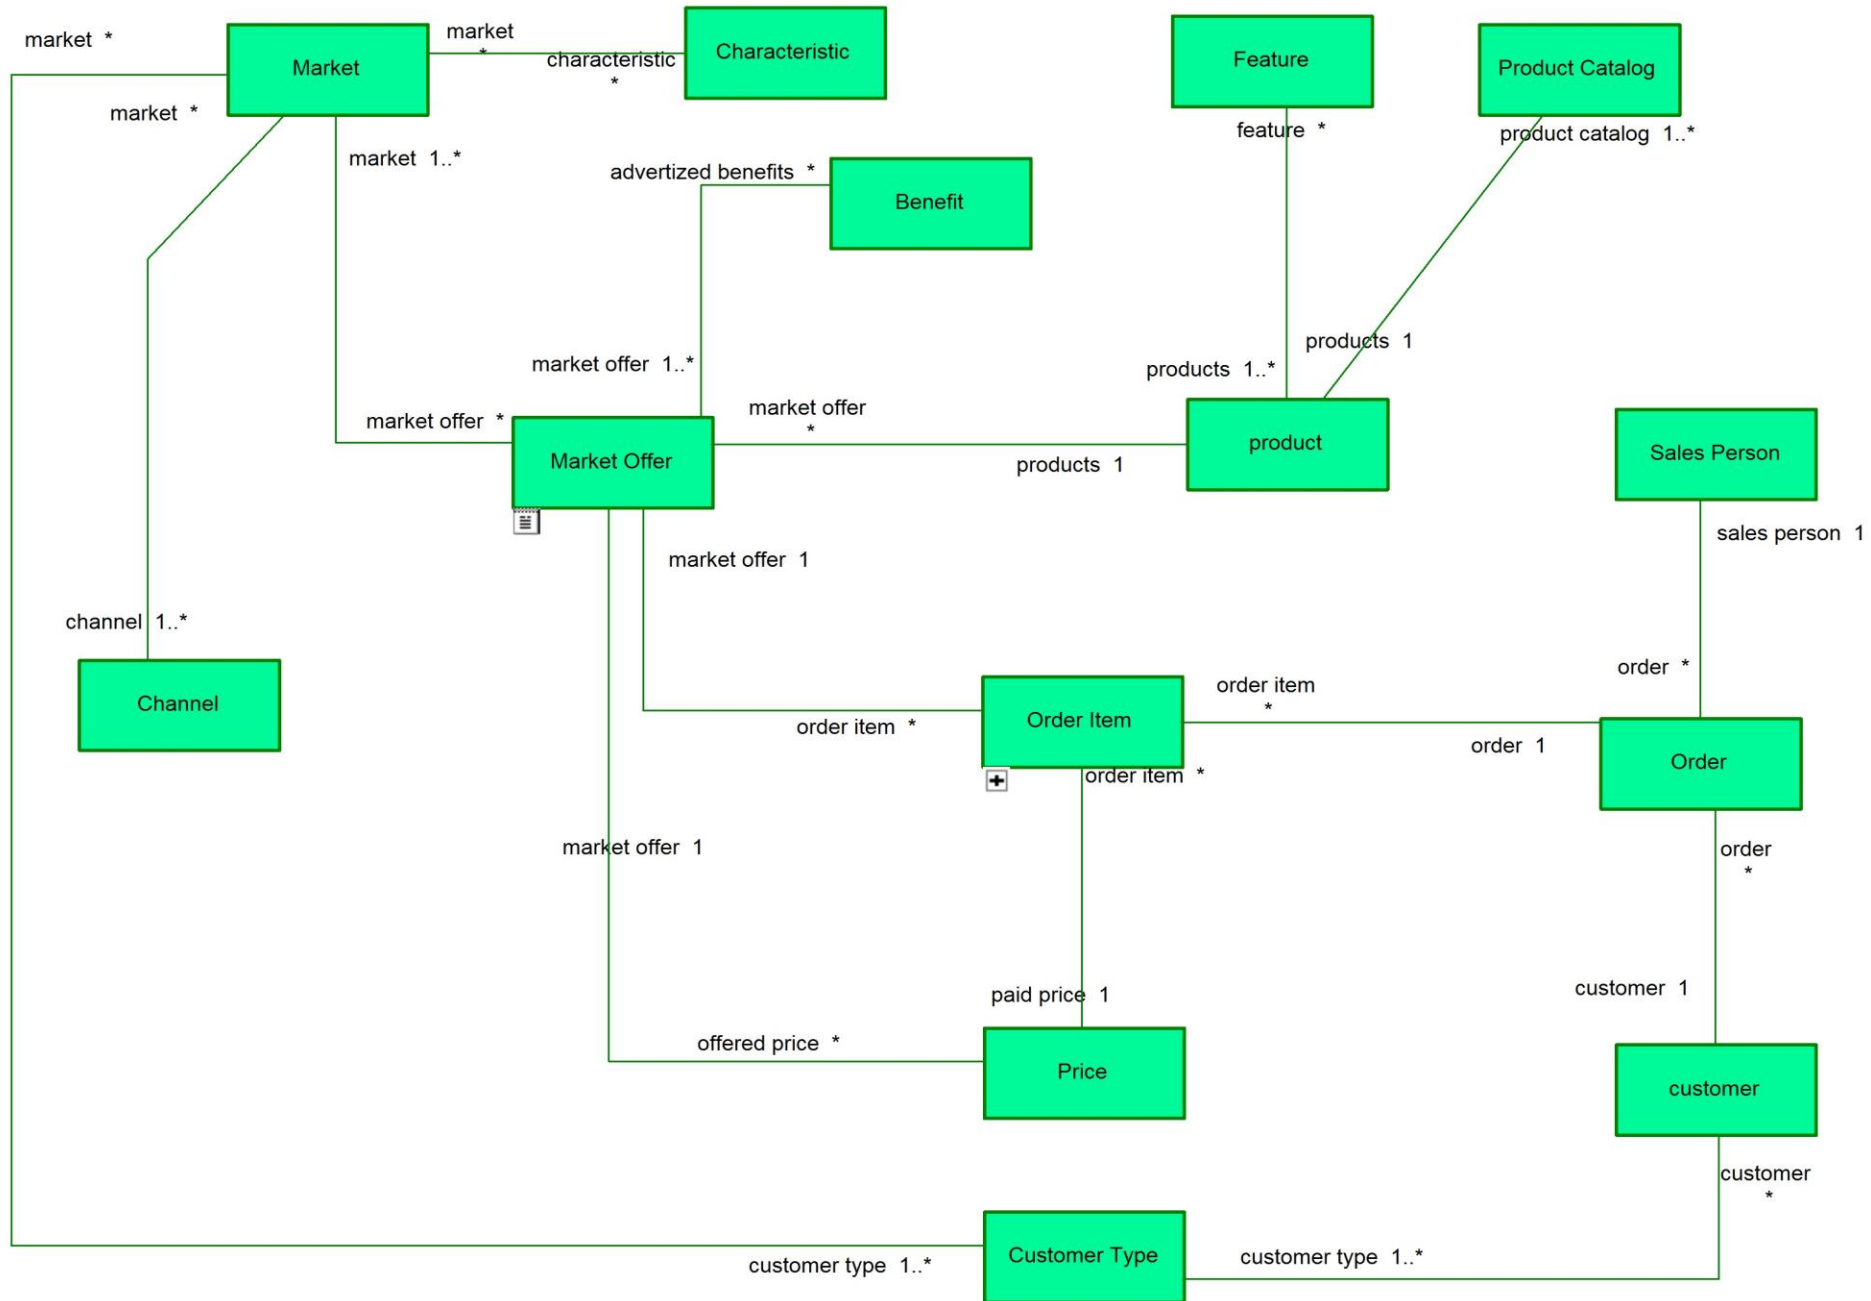 market *
Market
market
*
characteristic
*
Characteristic
Feature
Product Catalog
market *
market 1..*
feature *
product catalog 1..*
advertized benefits *
Benefit
products 1
market offer 1..*
products 1..*
market offer *
market offer
*
Market Offer
products 1
product
Sales Person
sales person 1
market offer 1
channel 1..*
Channel
order item *
Order Item
order item
*
order *
order 1
Order
order item *
market offer 1
order
*
paid price 1
customer 1
offered price *
Price
customer
customer
*
customer type 1..*
Customer Type
customer type 1..*